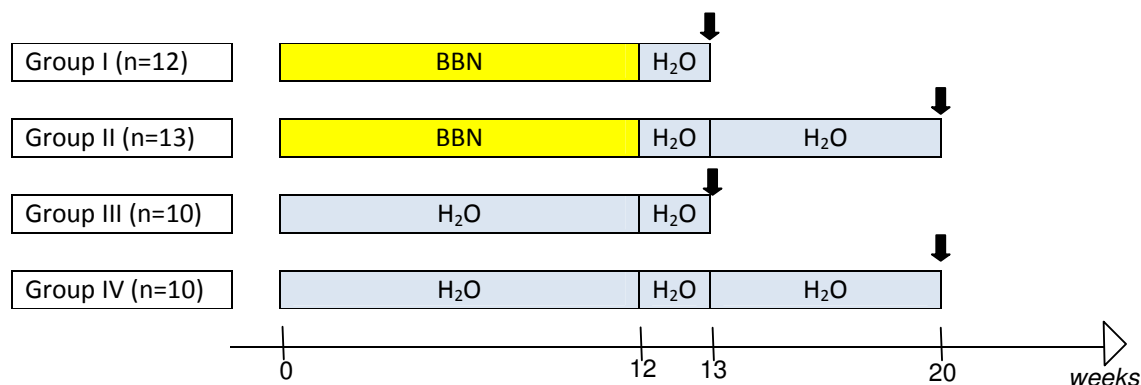 Group I (n=12) BBN H₂O
Group II (n=13) BBN H₂O H₂O
Group III (n=10) H₂O H₂O
Group IV (n=10) H₂O H₂O H₂O
0 12 13 20 weeks